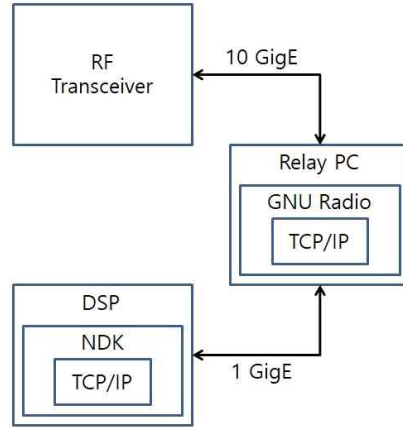 RF
Transceiver
10 GigE
Relay PC
GNU Radio
TCP/IP
DSP
NDK
TCP/IP
1 GigE